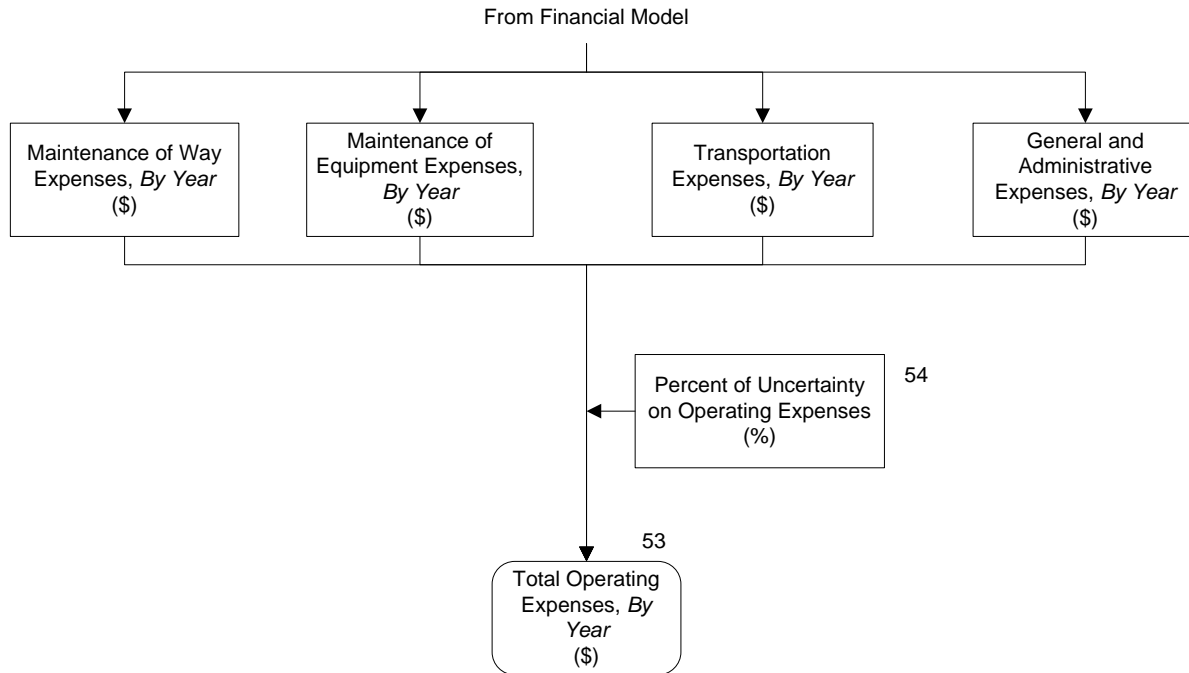 From Financial Model
Maintenance of Way
Expenses, By Year
($)
Maintenance of
Equipment Expenses,
By Year
($)
Transportation
Expenses, By Year
($)
General and
Administrative
Expenses, By Year
($)
Percent of Uncertainty
on Operating Expenses
(%)
54
53
Total Operating
Expenses, By
Year
($)